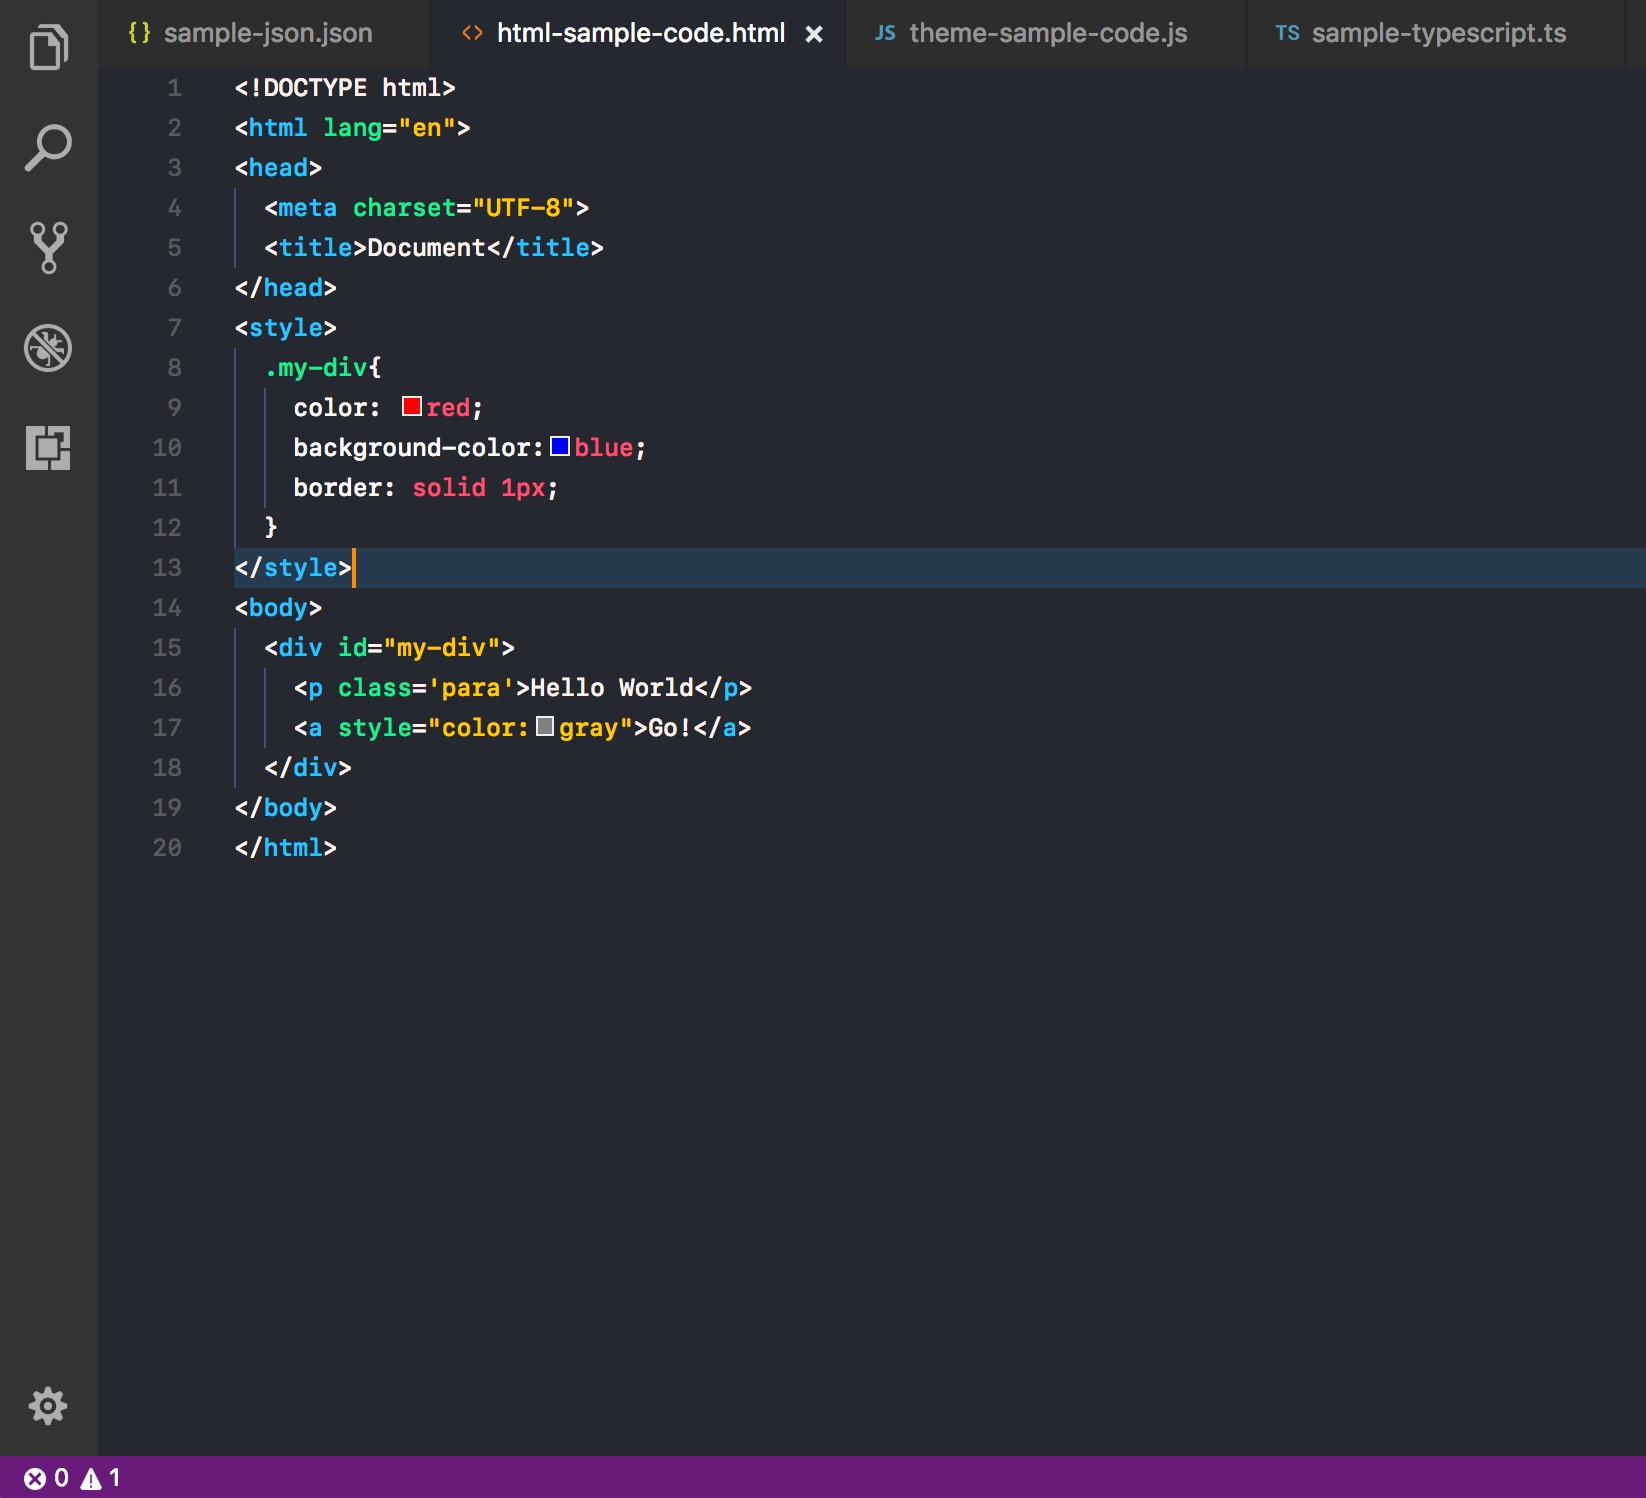 {} sample-json.json <> html-sample-code.html × JS theme-sample-code.js TS sample-typescript.ts
1 <!DOCTYPE html>
2 <html lang="en">
3 <head>
4   <meta charset="UTF-8">
5   <title>Document</title>
6 </head>
7 <style>
8   .my-div{
9     color: red;
10     background-color:blue;
11     border: solid 1px;
12   }
13 </style>
14 <body>
15   <div id="my-div">
16     <p class='para'>Hello World</p>
17     <a style="color:gray">Go!</a>
18   </div>
19 </body>
20 </html>
0 1